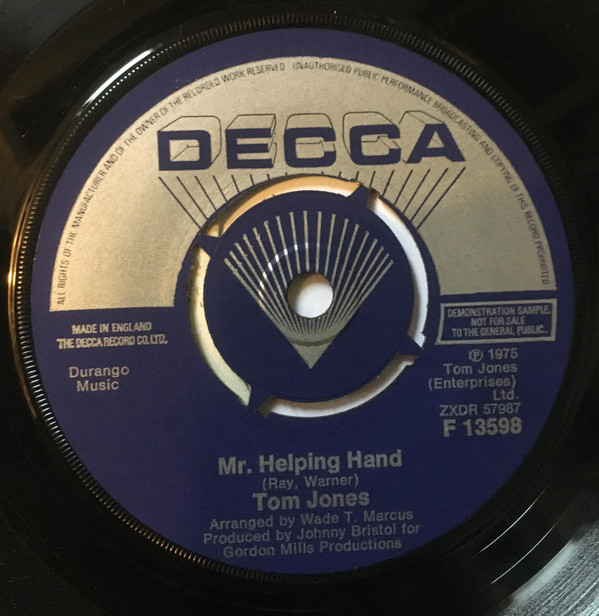 ALL RIGHTS OF THE MANUFACTURER AND OF THE OWNER OF THE RECORDED WORK RESERVED UNAUTHORISED PUBLIC PERFORMANCE BROADCASTING AND COPYING OF THIS RECORD PROHIBITED
DECCA
MADE IN ENGLAND
THE DECCA RECORD CO. LTD.
Durango
Music
DEMONSTRATION SAMPLE
NOT FOR SALE
TO THE GENERAL PUBLIC.
℗ 1975
Tom Jones
(Enterprises)
Ltd.
ZXDR 57987
F 13598
Mr. Helping Hand
(Ray, Warner)
Tom Jones
Arranged by Wade T. Marcus
Produced by Johnny Bristol for
Gordon Mills Productions